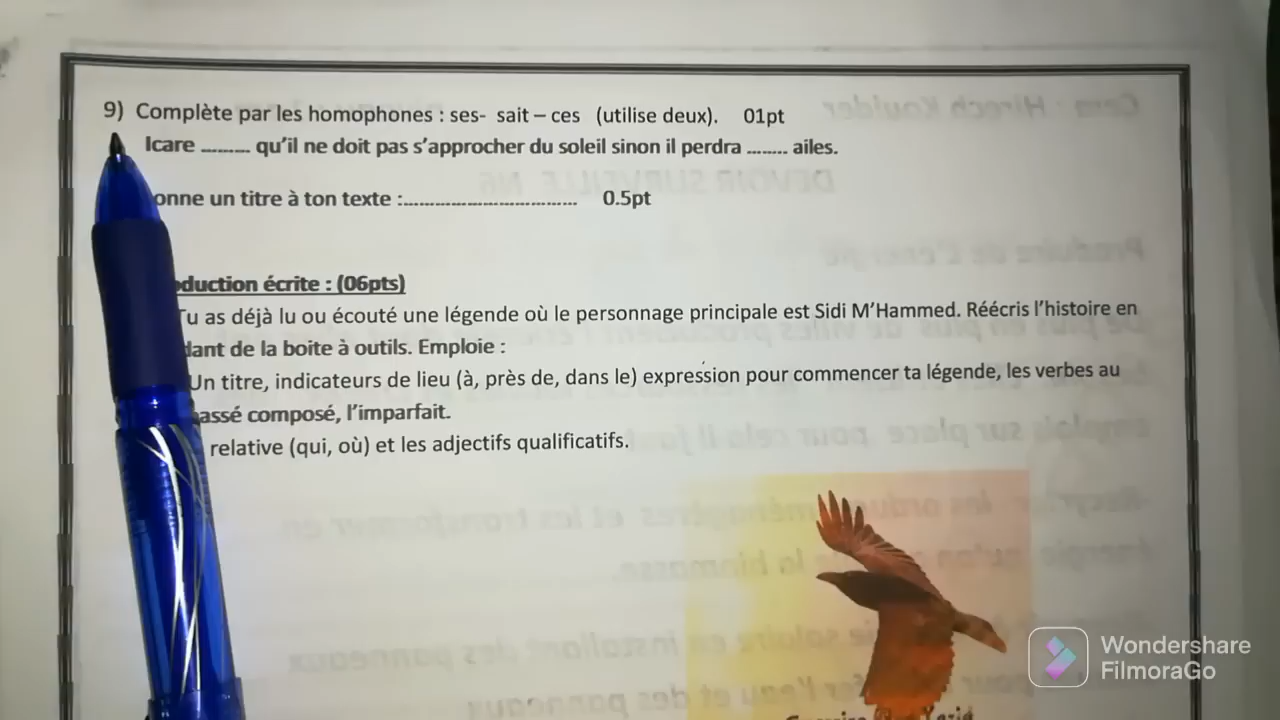 9) Complète par les homophones : ses- sait – ces (utilise deux). 01pt
Icare ......... qu'il ne doit pas s'approcher du soleil sinon il perdra ........ ailes.
onne un titre à ton texte :.................................. 0.5pt
duction écrite : (06pts)
Tu as déjà lu ou écouté une légende où le personnage principale est Sidi M'Hammed. Réécris l'histoire en
dant de la boite à outils. Emploie :
Un titre, indicateurs de lieu (à, près de, dans le) expression pour commencer ta légende, les verbes au
assé composé, l'imparfait.
relative (qui, où) et les adjectifs qualificatifs.
Wondershare
FilmoraGo